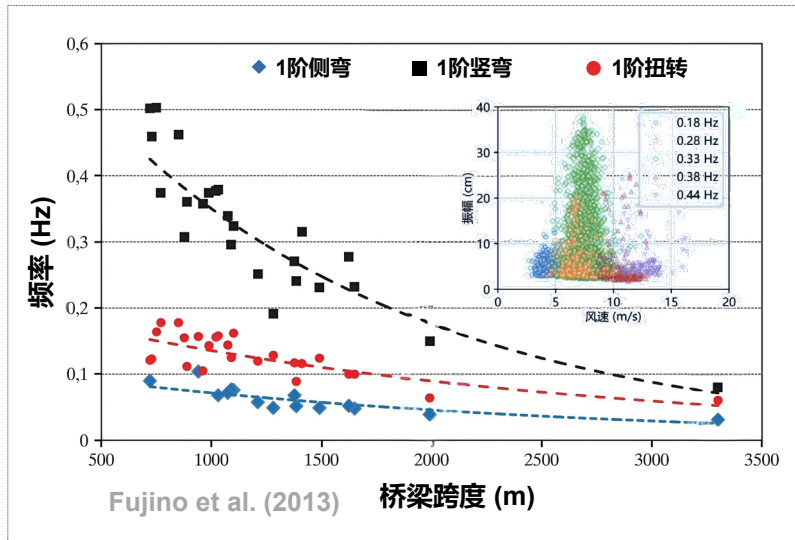 1阶侧弯 1阶竖弯 1阶扭转
频率 (Hz)
0,6
0,5
0,4
0,3
0,2
0,1
0
500 1000 1500 2000 2500 3000 3500
桥梁跨度 (m)
Fujino et al. (2013)
振幅 (cm)
40
30
20
10
0
0 5 10 15 20
风速 (m/s)
0.18 Hz
0.28 Hz
0.33 Hz
0.38 Hz
0.44 Hz